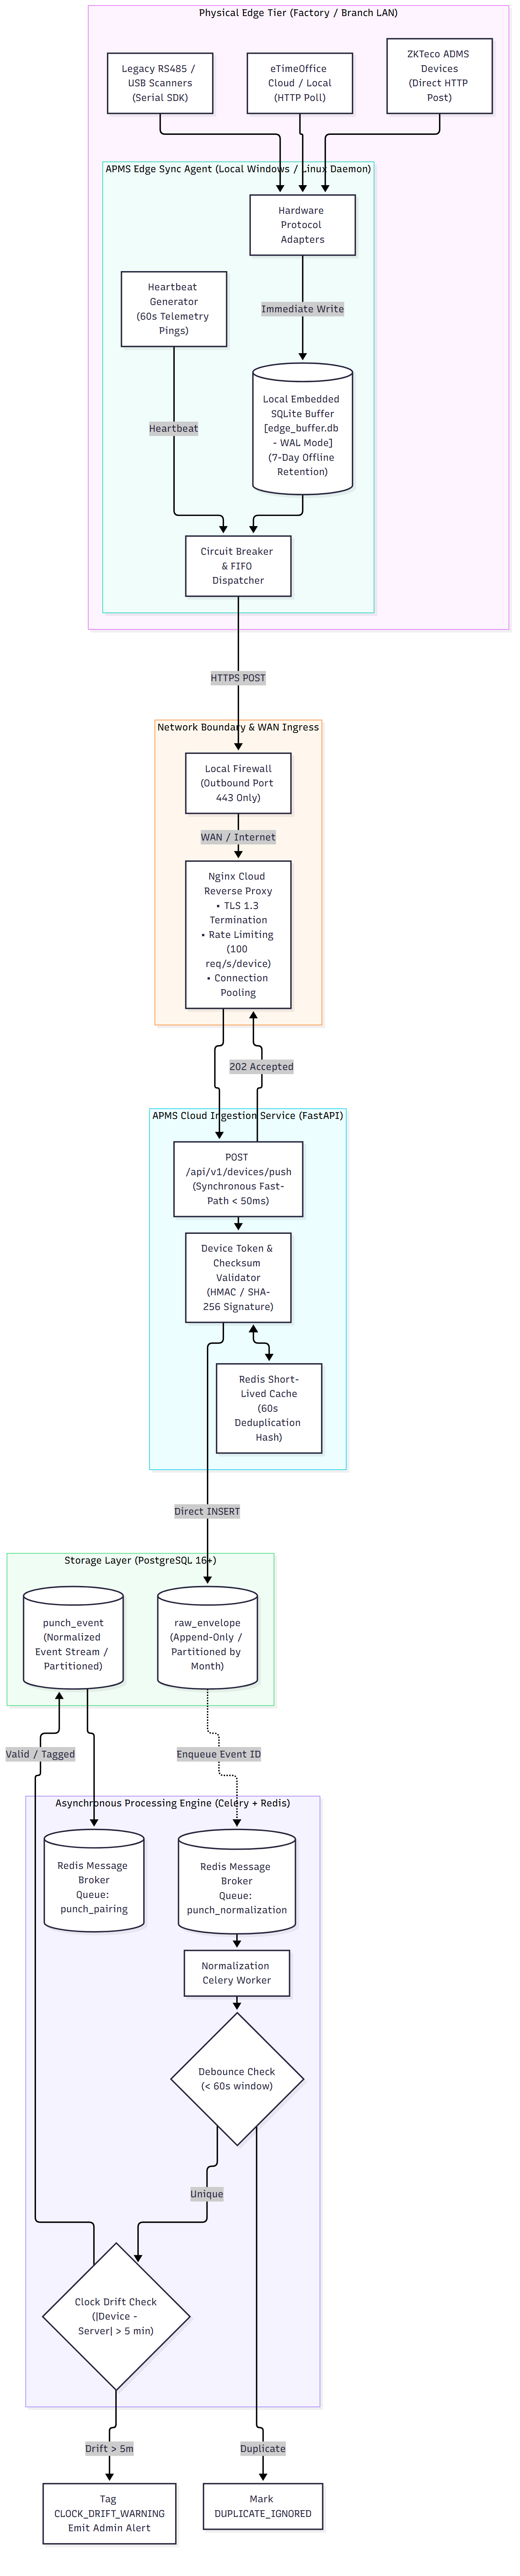 Physical Edge Tier (Factory / Branch LAN)
Legacy RS485 /
USB Scanners
(Serial SDK)
eTimeOffice
Cloud / Local
(HTTP Poll)
ZKTeco ADMS
Devices
(Direct HTTP
Post)
APMS Edge Sync Agent (Local Windows / Linux Daemon)
Hardware
Protocol
Adapters
Heartbeat
Generator
(60s Telemetry
Pings)
Immediate Write
Local Embedded
SQLite Buffer
[edge_buffer.db
- WAL Mode]
(7-Day Offline
Retention)
Heartbeat
Circuit Breaker
& FIFO
Dispatcher
HTTPS POST
Network Boundary & WAN Ingress
Local Firewall
(Outbound Port
443 Only)
WAN / Internet
Nginx Cloud
Reverse Proxy
• TLS 1.3
Termination
• Rate Limiting
(100
req/s/device)
• Connection
Pooling
202 Accepted
APMS Cloud Ingestion Service (FastAPI)
POST
/api/v1/devices/push
(Synchronous Fast-
Path < 50ms)
Device Token &
Checksum
Validator
(HMAC / SHA-
256 Signature)
Redis Short-
Lived Cache
(60s
Deduplication
Hash)
Direct INSERT
Storage Layer (PostgreSQL 16+)
punch_event
(Normalized
Event Stream /
Partitioned)
raw_envelope
(Append-Only /
Partitioned by
Month)
Valid / Tagged
Enqueue Event ID
Asynchronous Processing Engine (Celery + Redis)
Redis Message
Broker
Queue:
punch_pairing
Redis Message
Broker
Queue:
punch_normalization
Normalization
Celery Worker
Debounce Check
(< 60s window)
Unique
Clock Drift Check
(|Device -
Server| > 5 min)
Drift > 5m
Duplicate
Tag
CLOCK_DRIFT_WARNING
Emit Admin Alert
Mark
DUPLICATE_IGNORED